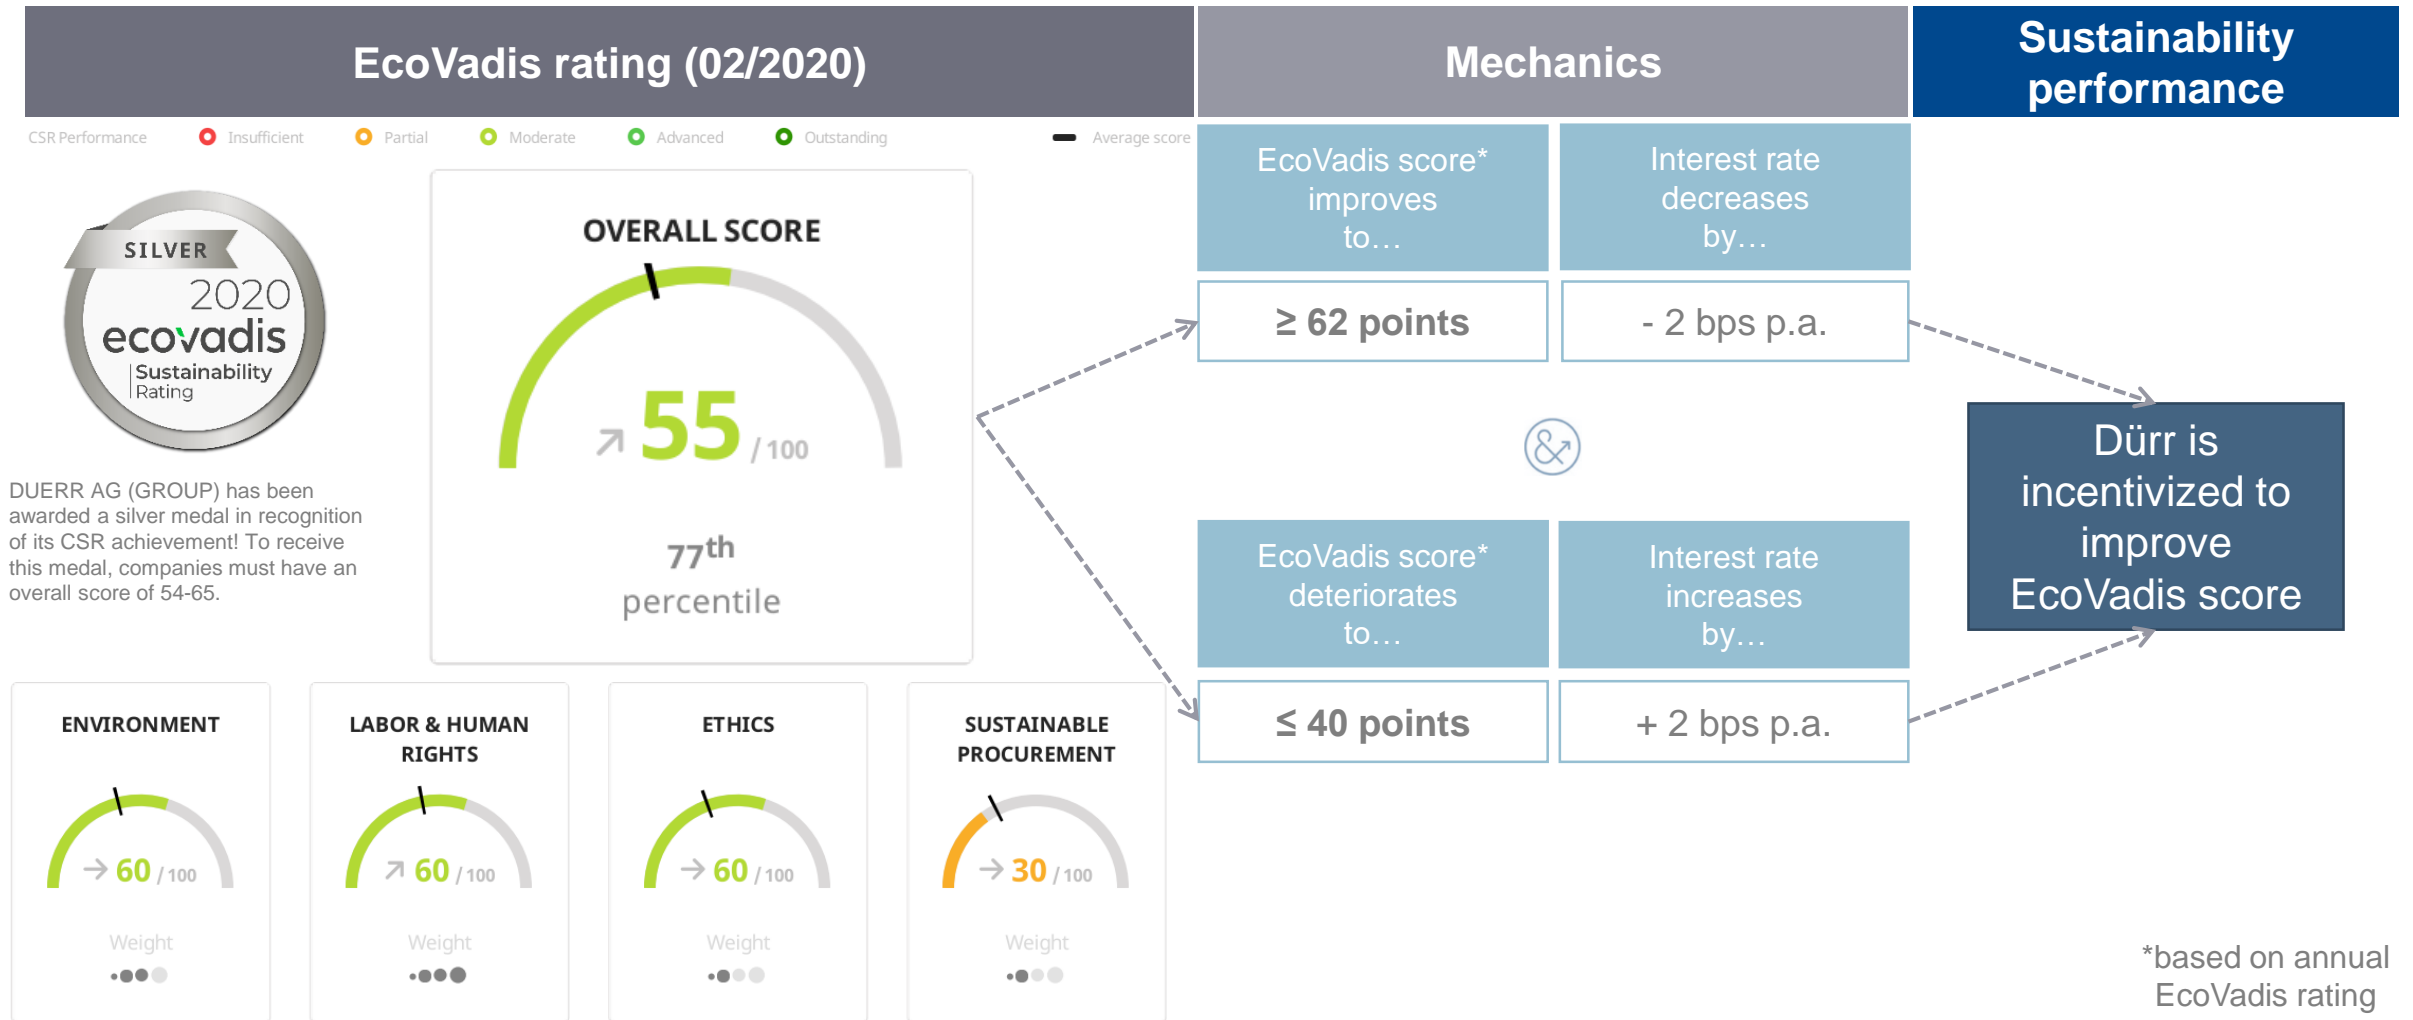 EcoVadis rating (02/2020)
Mechanics
Sustainability
performance
CSR Performance
Insufficient
Partial
Moderate
Advanced
Outstanding
Average score
SILVER
2020
ecovadis
Sustainability
Rating
DUERR AG (GROUP) has been
awarded a silver medal in recognition
of its CSR achievement! To receive
this medal, companies must have an
overall score of 54-65.
OVERALL SCORE
55 / 100
77th
percentile
ENVIRONMENT
60 / 100
Weight
LABOR & HUMAN
RIGHTS
60 / 100
Weight
ETHICS
60 / 100
Weight
SUSTAINABLE
PROCUREMENT
30 / 100
Weight
EcoVadis score*
improves
to…
Interest rate
decreases
by…
≥ 62 points
- 2 bps p.a.
&
EcoVadis score*
deteriorates
to…
Interest rate
increases
by…
≤ 40 points
+ 2 bps p.a.
Dürr is
incentivized to
improve
EcoVadis score
*based on annual
EcoVadis rating